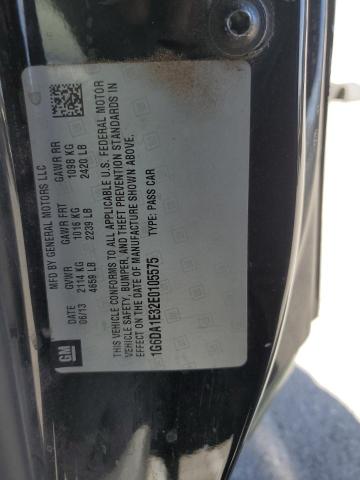 GM
MFD BY GENERAL MOTORS LLC
DATE GVWR GAWR FRT GAWR RR
06/13 2114 KG 1016 KG 1098 KG
4659 LB 2239 LB 2420 LB
THIS VEHICLE CONFORMS TO ALL APPLICABLE U.S. FEDERAL MOTOR
VEHICLE SAFETY, BUMPER, AND THEFT PREVENTION STANDARDS IN
EFFECT ON THE DATE OF MANUFACTURE SHOWN ABOVE.
1G6DA1E32E0105575 TYPE: PASS CAR